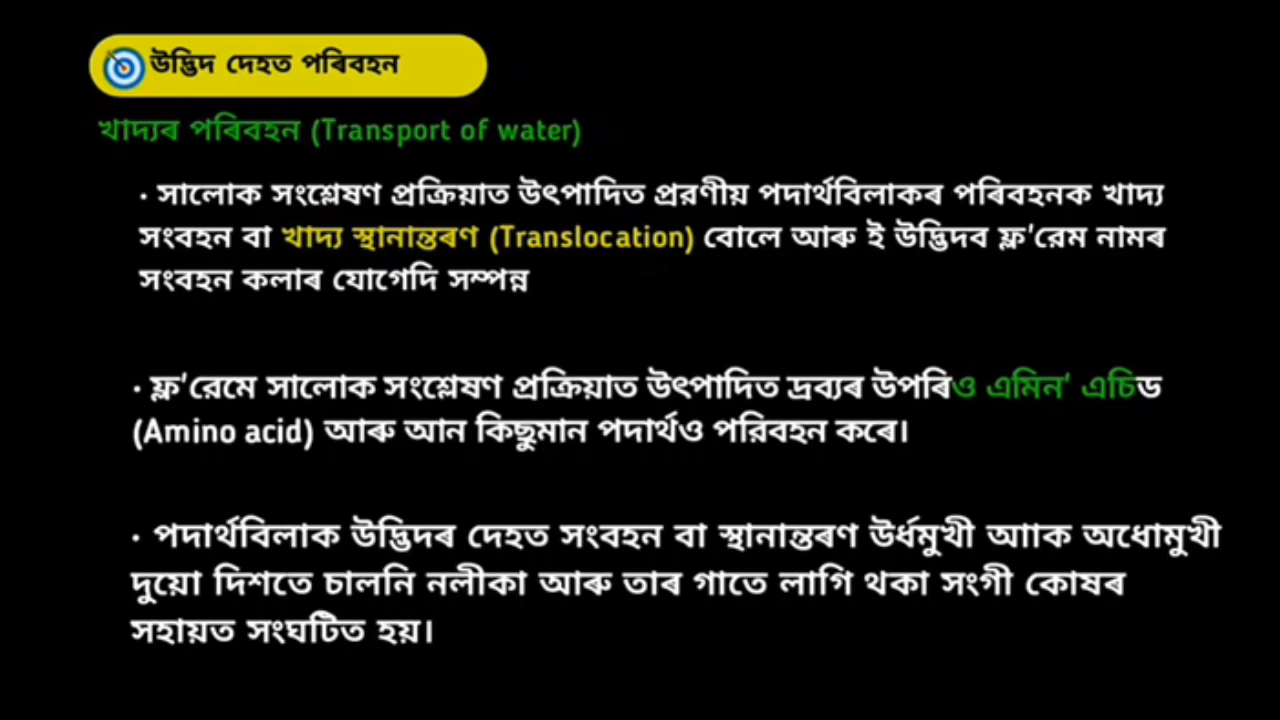 উদ্ভিদ দেহত পৰিবহন
খাদ্যৰ পৰিবহন (Transport of water)
· সালোক সংশ্লেষণ প্ৰক্ৰিয়াত উৎপাদিত প্ৰৱণীয় পদাৰ্থবিলাকৰ পৰিবহনক খাদ্য
সংবহন বা খাদ্য স্থানান্তৰণ (Translocation) বোলে আৰু ই উদ্ভিদব ফ্ল'য়েম নামৰ
সংবহন কলাৰ যোগেদি সম্পন্ন
· ফ্ল'য়েমে সালোক সংশ্লেষণ প্ৰক্ৰিয়াত উৎপাদিত দ্ৰব্যৰ উপৰিও এমিন' এচিড
(Amino acid) আৰু আন কিছুমান পদাৰ্থও পৰিবহন কৰে।
· পদাৰ্থবিলাক উদ্ভিদৰ দেহত সংবহন বা স্থানান্তৰণ উৰ্ধমুখী আাক অধোমুখী
দুয়ো দিশতে চালনি নলীকা আৰু তাৰ গাতে লাগি থকা সংগী কোষৰ
সহায়ত সংঘটিত হয়।